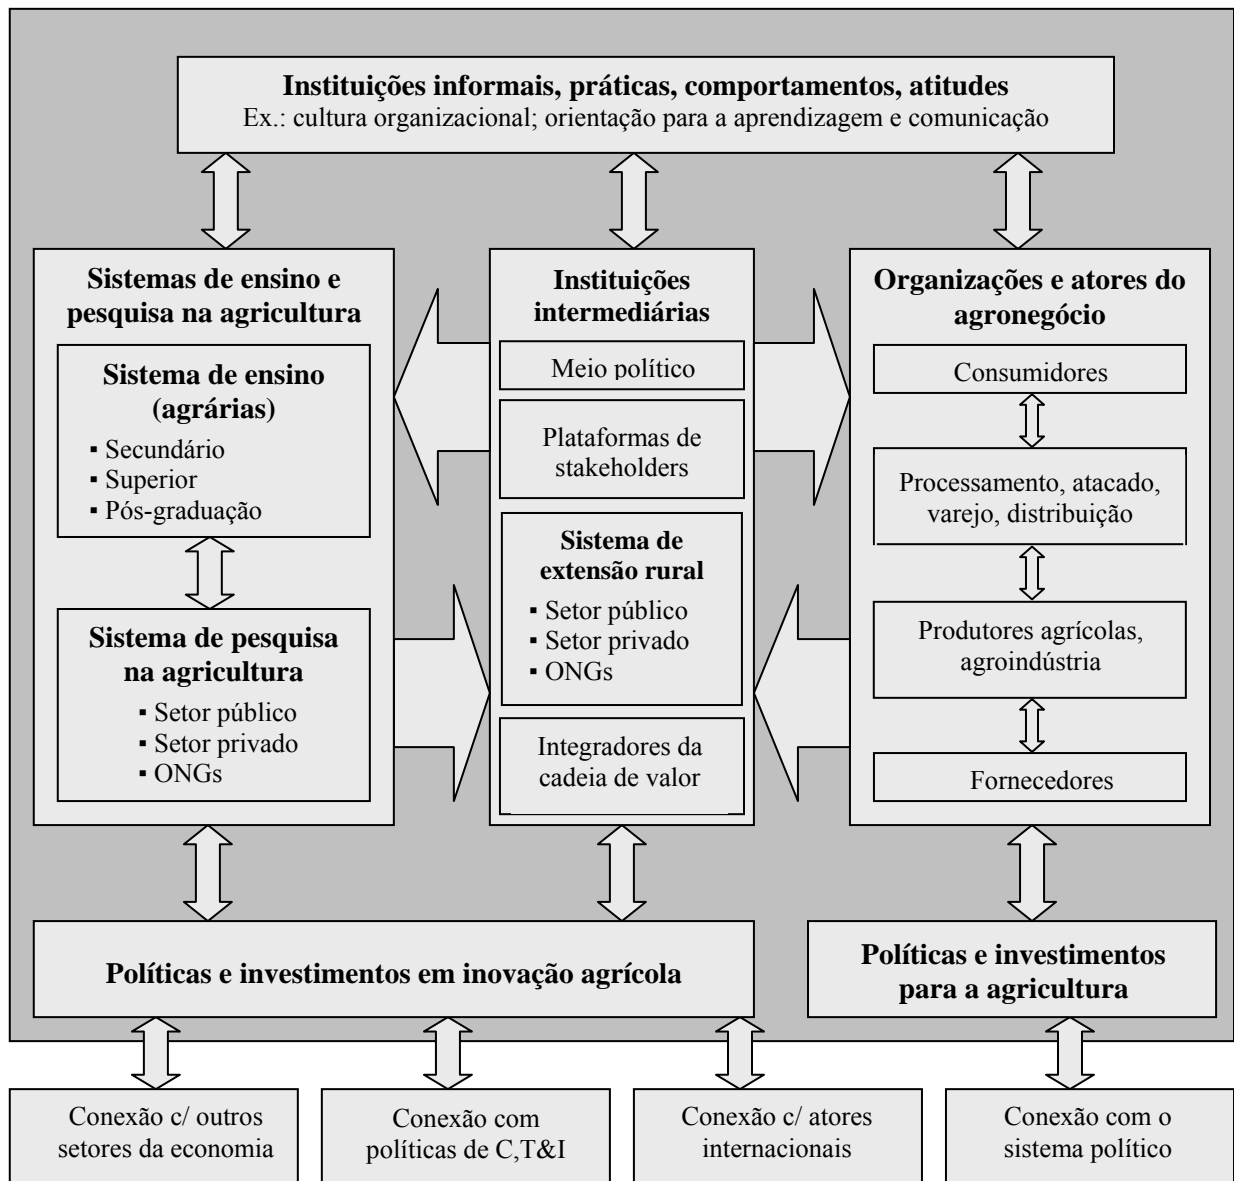 Instituições informais, práticas, comportamentos, atitudes
Ex.: cultura organizacional; orientação para a aprendizagem e comunicação
Sistemas de ensino e
pesquisa na agricultura
Sistema de ensino
(agrárias)
▪ Secundário
▪ Superior
▪ Pós-graduação
Sistema de pesquisa
na agricultura
▪ Setor público
▪ Setor privado
▪ ONGs
Instituições
intermediárias
Meio político
Plataformas de
stakeholders
Sistema de
extensão rural
▪ Setor público
▪ Setor privado
▪ ONGs
Integradores da
cadeia de valor
Organizações e atores do
agronegócio
Consumidores
Processamento, atacado,
varejo, distribuição
Produtores agrícolas,
agroindústria
Fornecedores
Políticas e investimentos em inovação agrícola
Políticas e investimentos
para a agricultura
Conexão c/ outros
setores da economia
Conexão com
políticas de C,T&I
Conexão c/ atores
internacionais
Conexão com o
sistema político